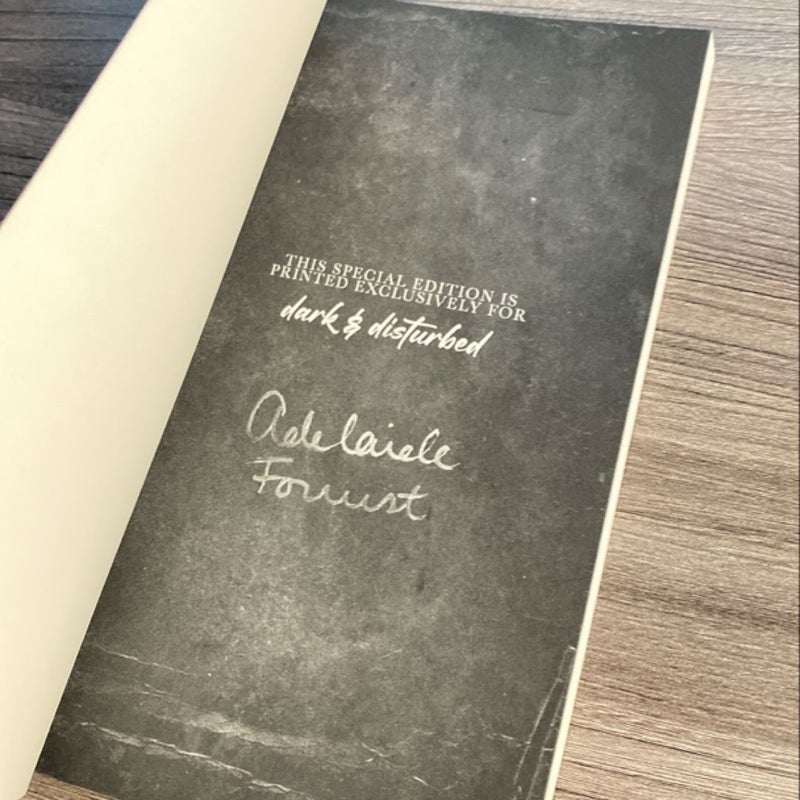 THIS SPECIAL EDITION IS
PRINTED EXCLUSIVELY FOR
dark & disturbed
Adelaide
Forrest